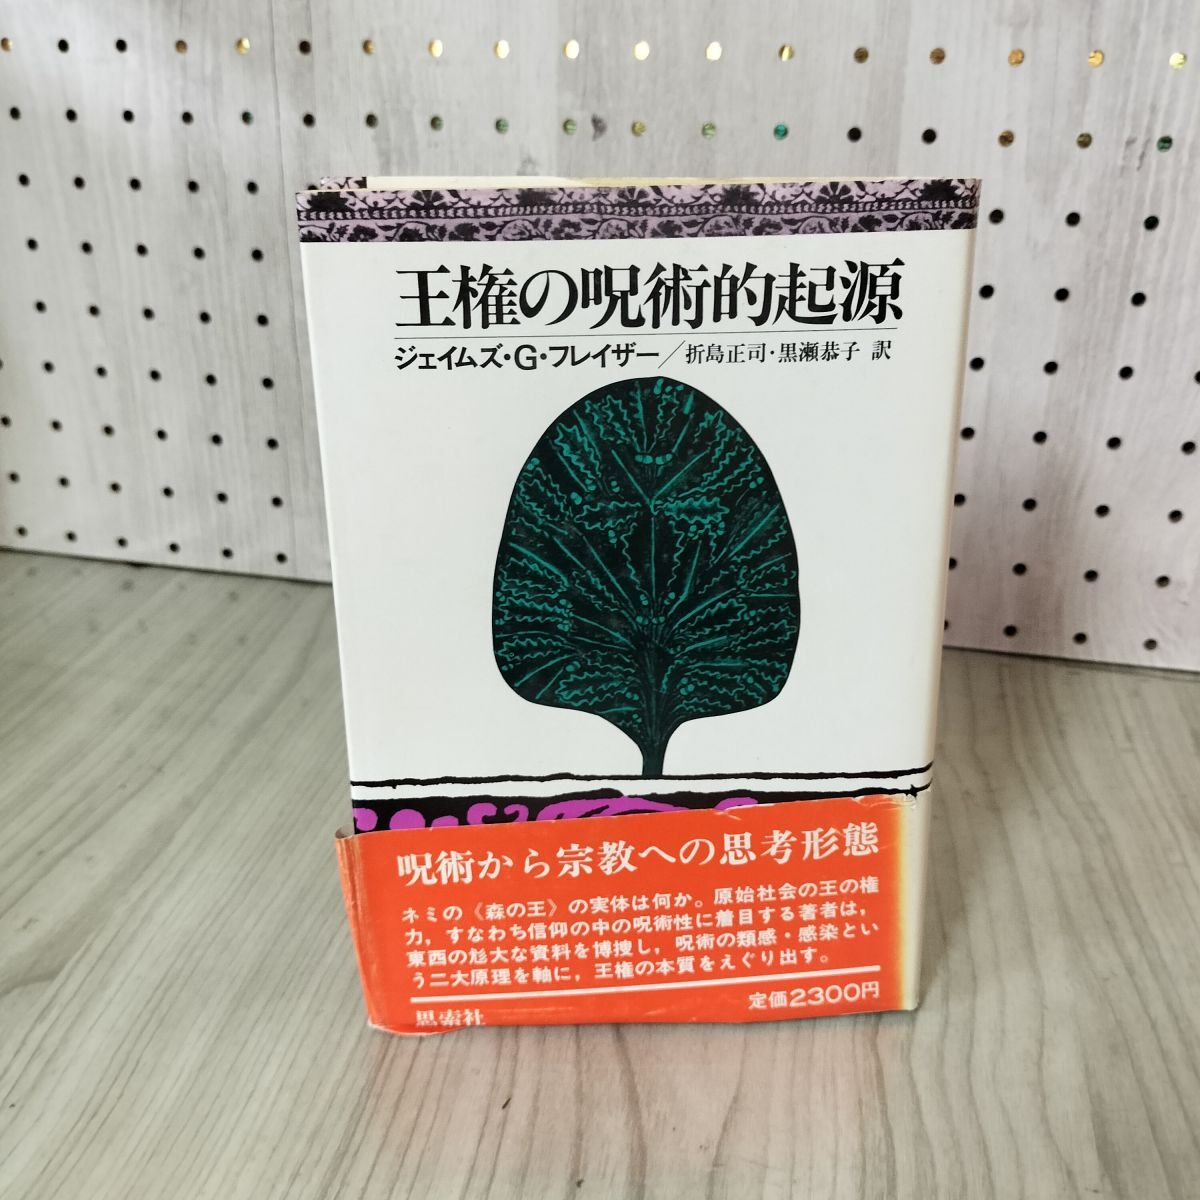 王権の呪術的起源
ジェイムズ・G・フレイザー／折島正司・黒瀬恭子 訳
呪術から宗教への思考形態
ネミの《森の王》の実体は何か。原始社会の王の権
力，すなわち信仰の中の呪術性に着目する著者は，
東西の尨大な資料を博捜し，呪術の類感・感染とい
う二大原理を軸に，王権の本質をえぐり出す。
定価2300円
思索社